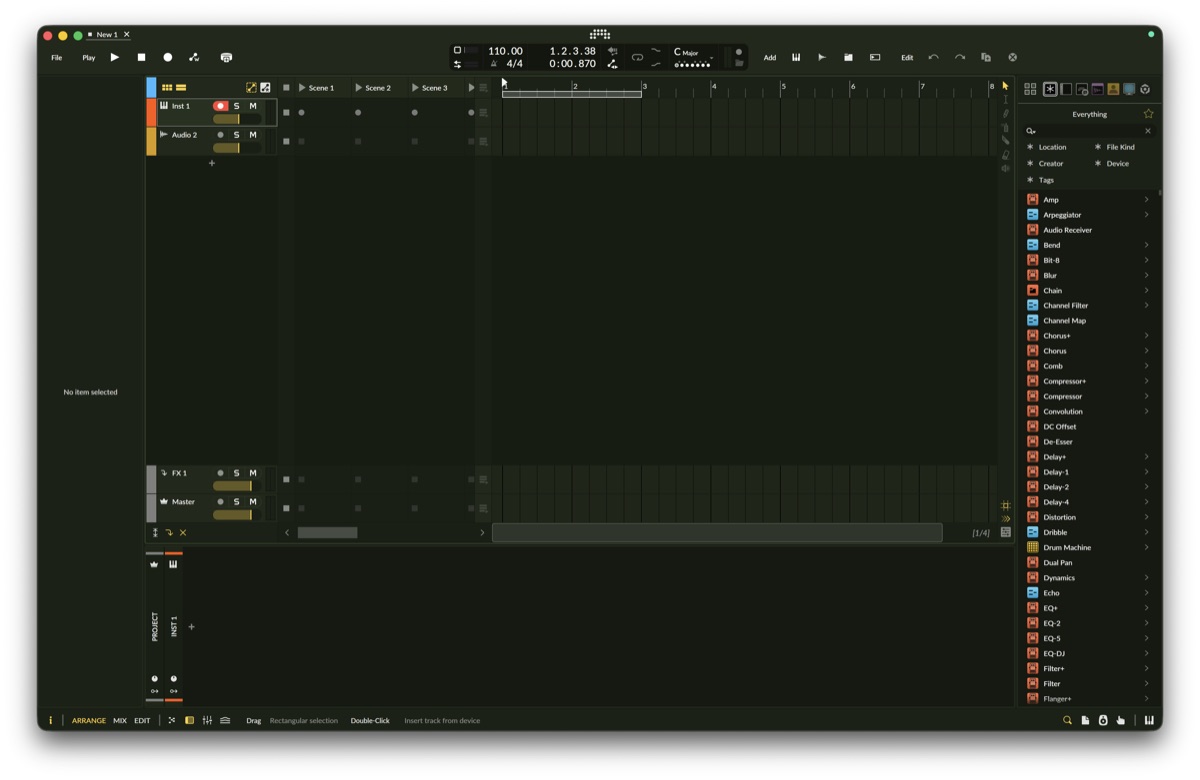 New 1
File
Play
110.00
4/4
1.2.3.38
0:00.870
C Major
Add
Edit
Scene 1
Scene 2
Scene 3
1
2
3
4
5
6
7
8
Inst 1
S
M
Audio 2
S
M
+
No item selected
FX 1
S
M
Master
S
M
[1/4]
PROJECT
INST 1
+
Everything
Location
File Kind
Creator
Device
Tags
Amp
Arpeggiator
Audio Receiver
Bend
Bit-8
Blur
Chain
Channel Filter
Channel Map
Chorus+
Chorus
Comb
Compressor+
Compressor
Convolution
DC Offset
De-Esser
Delay+
Delay-1
Delay-2
Delay-4
Distortion
Dribble
Drum Machine
Dual Pan
Dynamics
Echo
EQ+
EQ-2
EQ-5
EQ-DJ
Filter+
Filter
Flanger+
i
ARRANGE
MIX
EDIT
Drag
Rectangular selection
Double-Click
Insert track from device